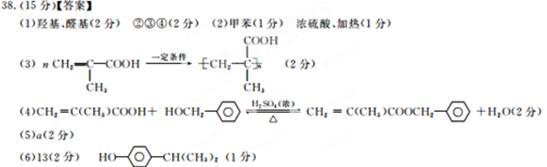 38.(15分)【答案】
(1)羟基、醛基(2分) ②③④(2分) (2)甲苯(1分) 浓硫酸、加热(1分)
COOH
(3) n CH₂=C—COOH 一定条件 [CH₂—C]ₙ (2分)
CH₃ CH₃
(4)CH₂=C(CH₃)COOH+ HOCH₂— H₂SO₄(浓) △ CH₂=C(CH₃)COOCH₂— +H₂O(2分)
(5)a(2分)
(6)13(2分) HO— —CH(CH₃)₂ (1分)